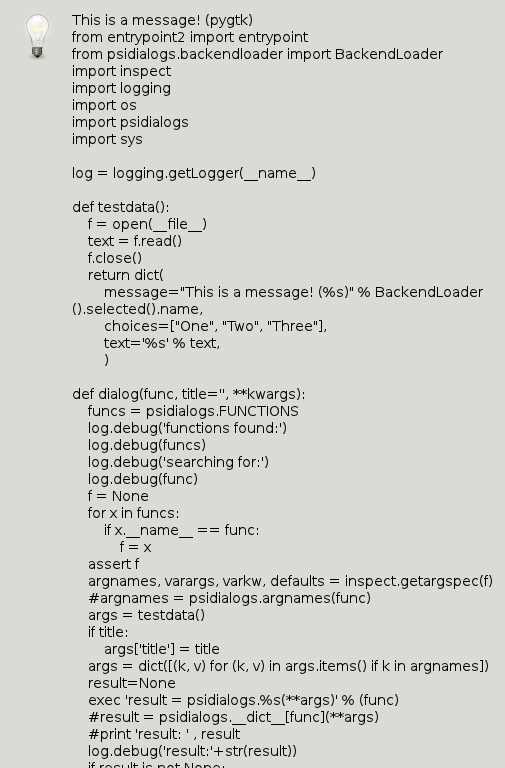 This is a message! (pygtk)
from entrypoint2 import entrypoint
from psidialogs.backendloader import BackendLoader
import inspect
import logging
import os
import psidialogs
import sys

log = logging.getLogger(__name__)

def testdata():
    f = open(__file__)
    text = f.read()
    f.close()
    return dict(
        message="This is a message! (%s)" % BackendLoader
().selected().name,
        choices=["One", "Two", "Three"],
        text='%s' % text,
        )

def dialog(func, title='', **kwargs):
    funcs = psidialogs.FUNCTIONS
    log.debug('functions found:')
    log.debug(funcs)
    log.debug('searching for:')
    log.debug(func)
    f = None
    for x in funcs:
        if x.__name__ == func:
            f = x
    assert f
    argnames, varargs, varkw, defaults = inspect.getargspec(f)
    #argnames = psidialogs.argnames(func)
    args = testdata()
    if title:
        args['title'] = title
    args = dict([(k, v) for (k, v) in args.items() if k in argnames])
    result=None
    exec 'result = psidialogs.%s(**args)' % (func)
    #result = psidialogs.__dict__[func](**args)
    #print 'result: ' , result
    log.debug('result:'+str(result))
    if result is not None: